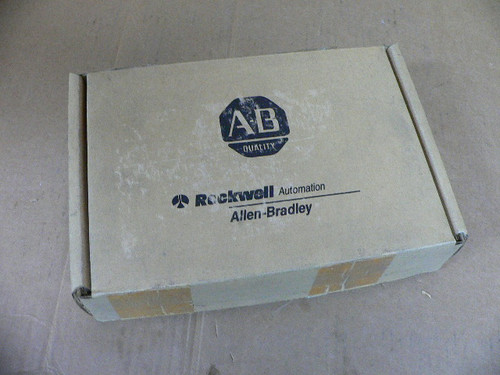 AB
QUALITY
Rockwell Automation
Allen-Bradley